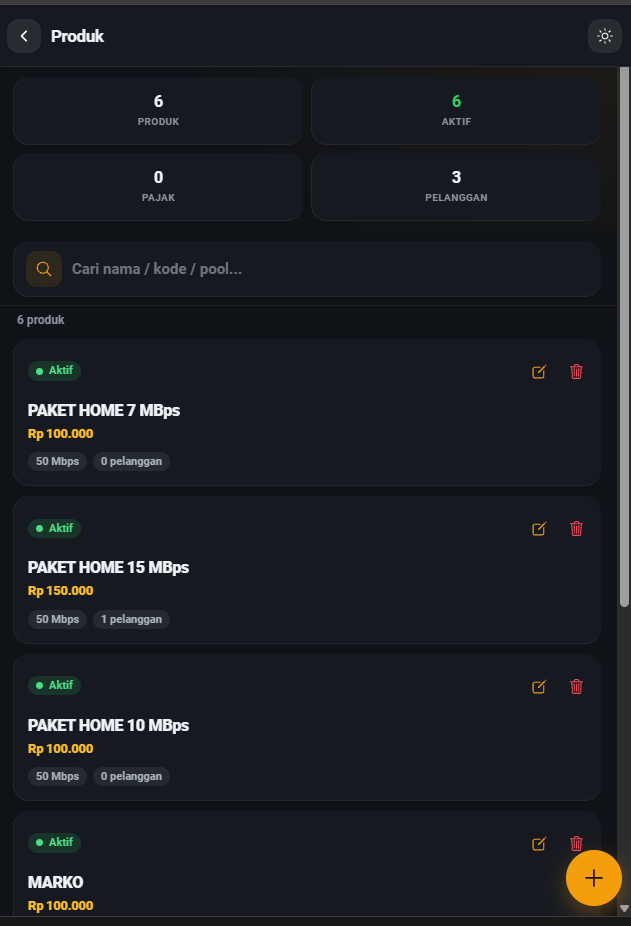 Produk
6
PRODUK
6
AKTIF
0
PAJAK
3
PELANGGAN
Cari nama / kode / pool...
6 produk
Aktif
PAKET HOME 7 MBps
Rp 100.000
50 Mbps 0 pelanggan
Aktif
PAKET HOME 15 MBps
Rp 150.000
50 Mbps 1 pelanggan
Aktif
PAKET HOME 10 MBps
Rp 100.000
50 Mbps 0 pelanggan
Aktif
MARKO
Rp 100.000